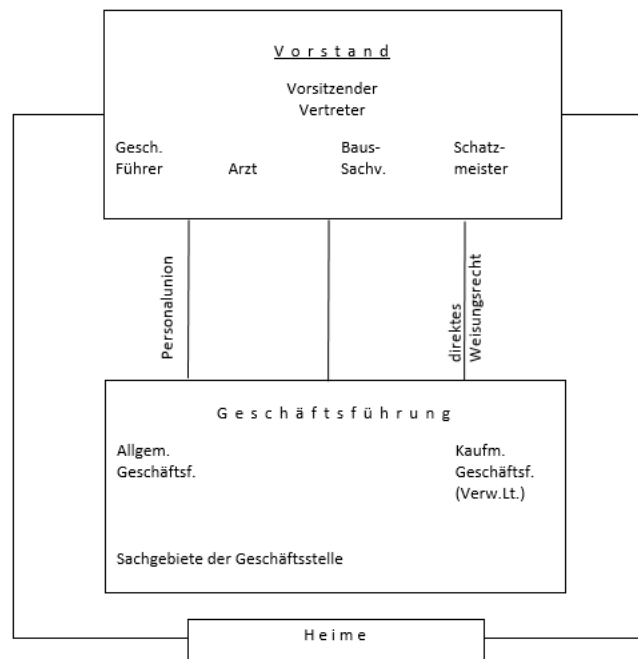 Vorstand
Vorsitzender
Vertreter
Gesch. Baus- Schatz-
Führer Arzt Sachv. meister
Personalunion
direktes
Weisungsrecht
Geschäftsführung
Allgem. Kaufm.
Geschäftsf. Geschäftsf.
(Verw.Lt.)
Sachgebiete der Geschäftsstelle
Heime